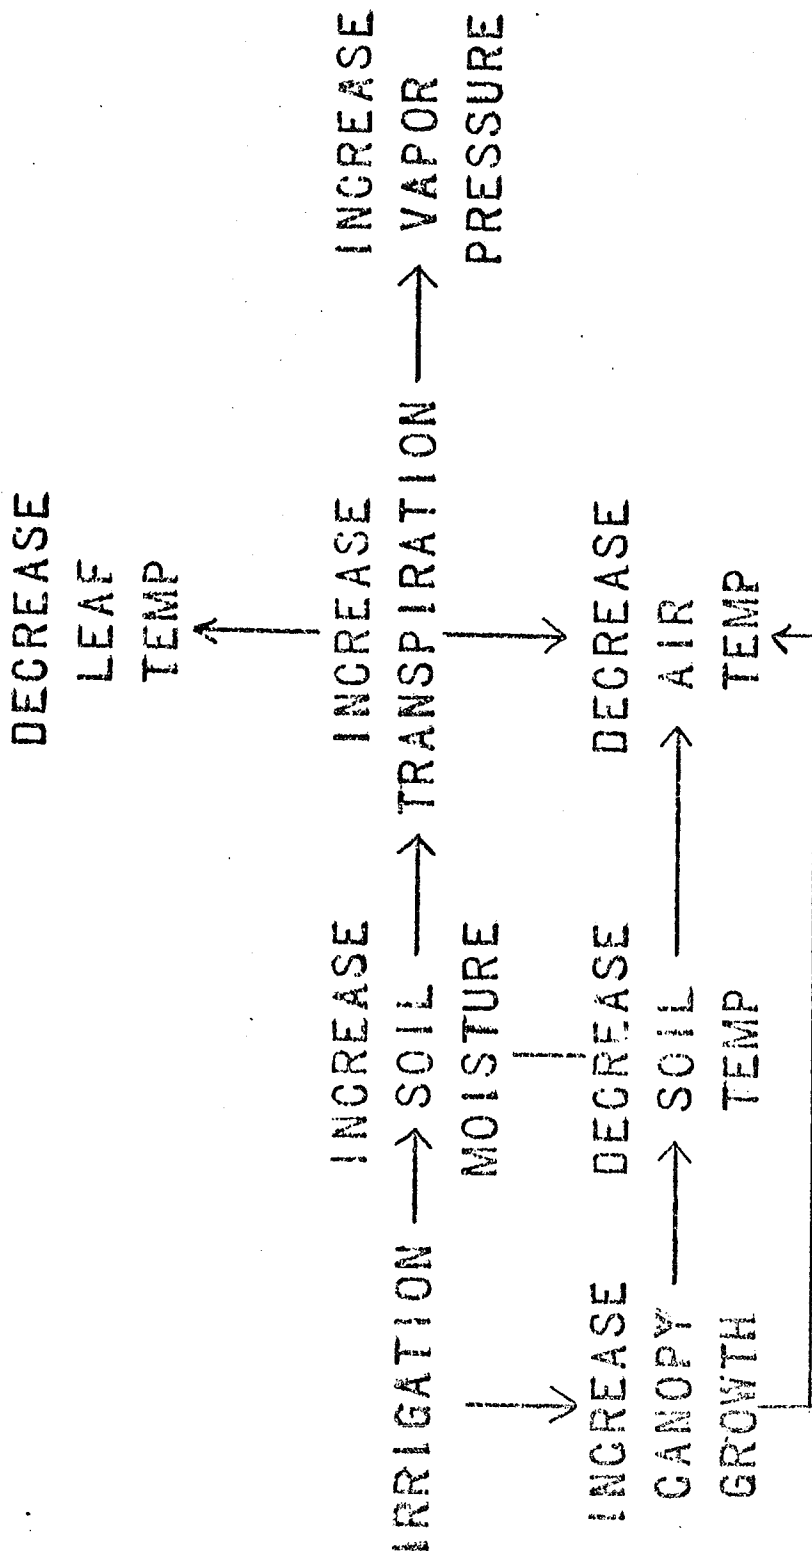 DECREASE
LEAF
TEMP
IRRIGATION
INCREASE
SOIL
MOISTURE
INCREASE
TRANSPIRATION
INCREASE
VAPOR
PRESSURE
INCREASE
CANOPY
GROWTH
DECREASE
SOIL
TEMP
DECREASE
AIR
TEMP